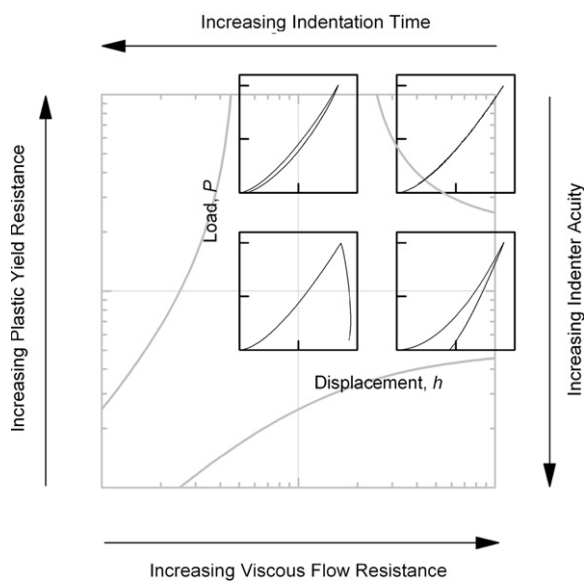 Increasing Indentation Time
Increasing Plastic Yield Resistance
Load, P
Increasing Indenter Acuity
Displacement, h
Increasing Viscous Flow Resistance